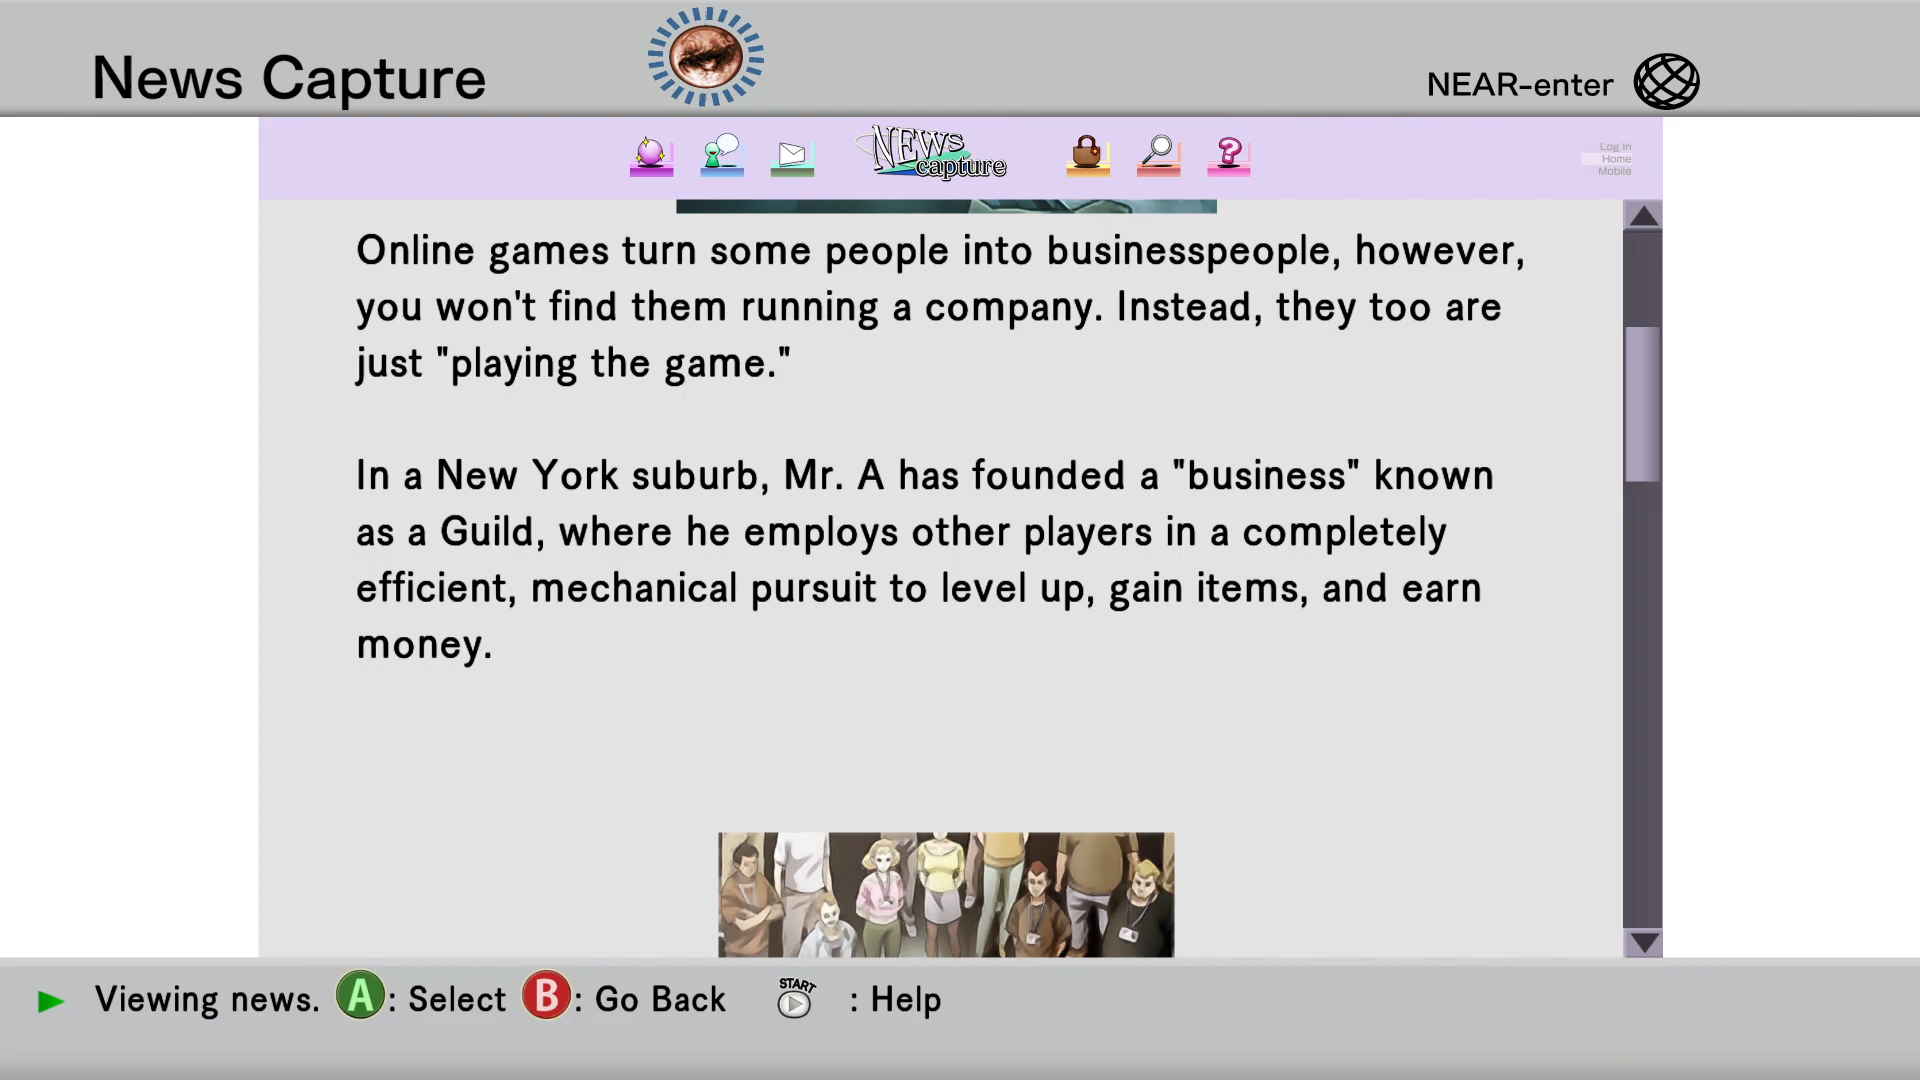 News Capture
NEAR-enter
NEWS
capture
Log In
Home
Mobile
Online games turn some people into businesspeople, however,
you won't find them running a company. Instead, they too are
just "playing the game."
In a New York suburb, Mr. A has founded a "business" known
as a Guild, where he employs other players in a completely
efficient, mechanical pursuit to level up, gain items, and earn
money.
Viewing news. A: Select B: Go Back START : Help